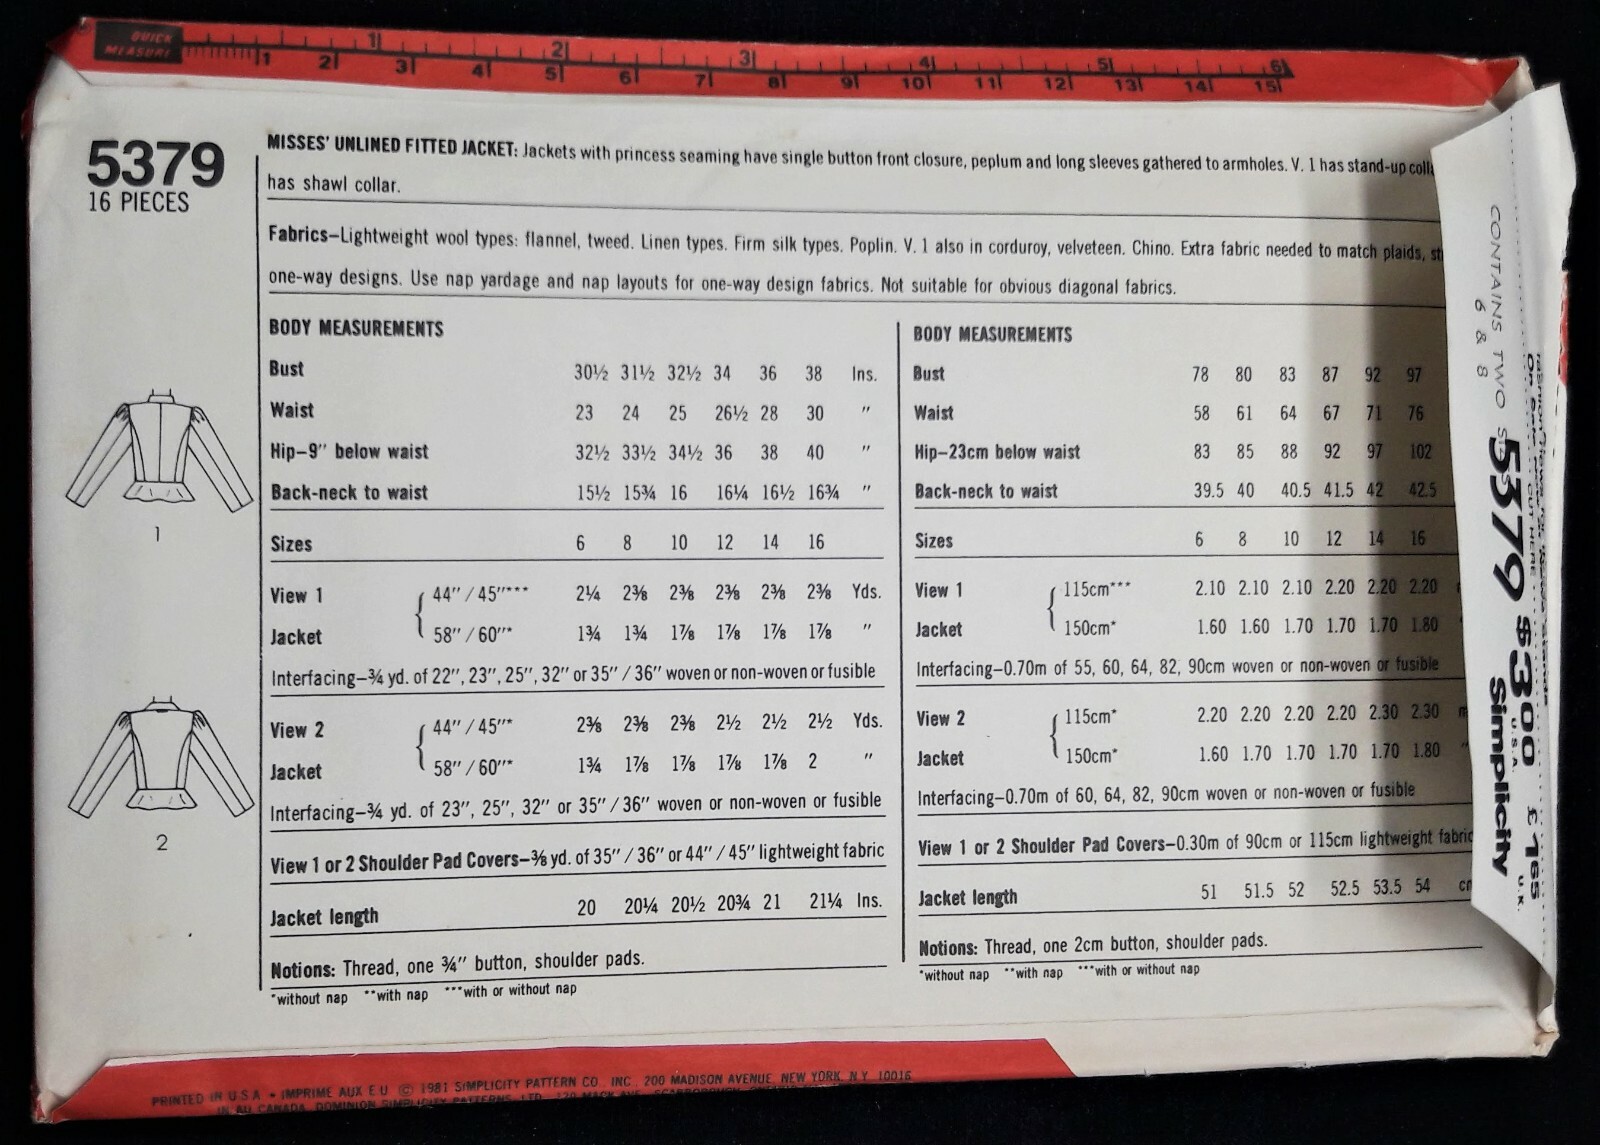 QUICK
MEASURE
1 2 3 4 5 6
1 2 3 4 5 6 7 8 9 10 11 12 13 14 15
5379
16 PIECES
MISSES' UNLINED FITTED JACKET: Jackets with princess seaming have single button front closure, peplum and long sleeves gathered to armholes. V. 1 has stand-up
has shawl collar.
Fabrics–Lightweight wool types: flannel, tweed. Linen types. Firm silk types. Poplin. V. 1 also in corduroy, velveteen. Chino. Extra fabric needed to match plaids,
one-way designs. Use nap yardage and nap layouts for one-way design fabrics. Not suitable for obvious diagonal fabrics.
BODY MEASUREMENTS
Bust 30½ 31½ 32½ 34 36 38 Ins.
Waist 23 24 25 26½ 28 30 "
Hip–9" below waist 32½ 33½ 34½ 36 38 40 "
Back-neck to waist 15½ 15¾ 16 16¼ 16½ 16¾ "
Sizes 6 8 10 12 14 16
View 1 44" / 45"*** 2¼ 2⅜ 2⅜ 2⅜ 2⅜ 2⅜ Yds.
Jacket 58" / 60"* 1¾ 1¾ 1⅞ 1⅞ 1⅞ 1⅞ "
Interfacing–¾ yd. of 22", 23", 25", 32" or 35" / 36" woven or non-woven or fusible
View 2 44" / 45"* 2⅜ 2⅜ 2⅜ 2½ 2½ 2½ Yds.
Jacket 58" / 60"* 1¾ 1⅞ 1⅞ 1⅞ 1⅞ 2 "
Interfacing–¾ yd. of 23", 25", 32" or 35" / 36" woven or non-woven or fusible
View 1 or 2 Shoulder Pad Covers–⅜ yd. of 35" / 36" or 44" / 45" lightweight fabric
Jacket length 20 20¼ 20½ 20¾ 21 21¼ Ins.
Notions: Thread, one ¾" button, shoulder pads.
*without nap **with nap ***with or without nap
BODY MEASUREMENTS
Bust 78 80 83 87 92 97
Waist 58 61 64 67 71 76
Hip–23cm below waist 83 85 88 92 97 102
Back-neck to waist 39.5 40 40.5 41.5 42 42.5
Sizes 6 8 10 12 14 16
View 1 115cm*** 2.10 2.10 2.10 2.20 2.20 2.20
Jacket 150cm* 1.60 1.60 1.70 1.70 1.70 1.80
Interfacing–0.70m of 55, 60, 64, 82, 90cm woven or non-woven or fusible
View 2 115cm* 2.20 2.20 2.20 2.20 2.30 2.30 m
Jacket 150cm* 1.60 1.70 1.70 1.70 1.70 1.80 "
Interfacing–0.70m of 60, 64, 82, 90cm woven or non-woven or fusible
View 1 or 2 Shoulder Pad Covers–0.30m of 90cm or 115cm lightweight fabric
Jacket length 51 51.5 52 52.5 53.5 54
Notions: Thread, one 2cm button, shoulder pads.
*without nap **with nap ***with or without nap
1
2
CONTAINS TWO
6 & 8
CUT HERE
5379 $3.00 £1.65
U.S.A. U.K.
Simplicity
PRINTED IN U.S.A • IMPRIME AUX E.U © 1981 SIMPLICITY PATTERN CO., INC., 200 MADISON AVENUE, NEW YORK, N.Y. 10016
IN AU CANADA, DOMINION SIMPLICITY PATTERNS, LTD.